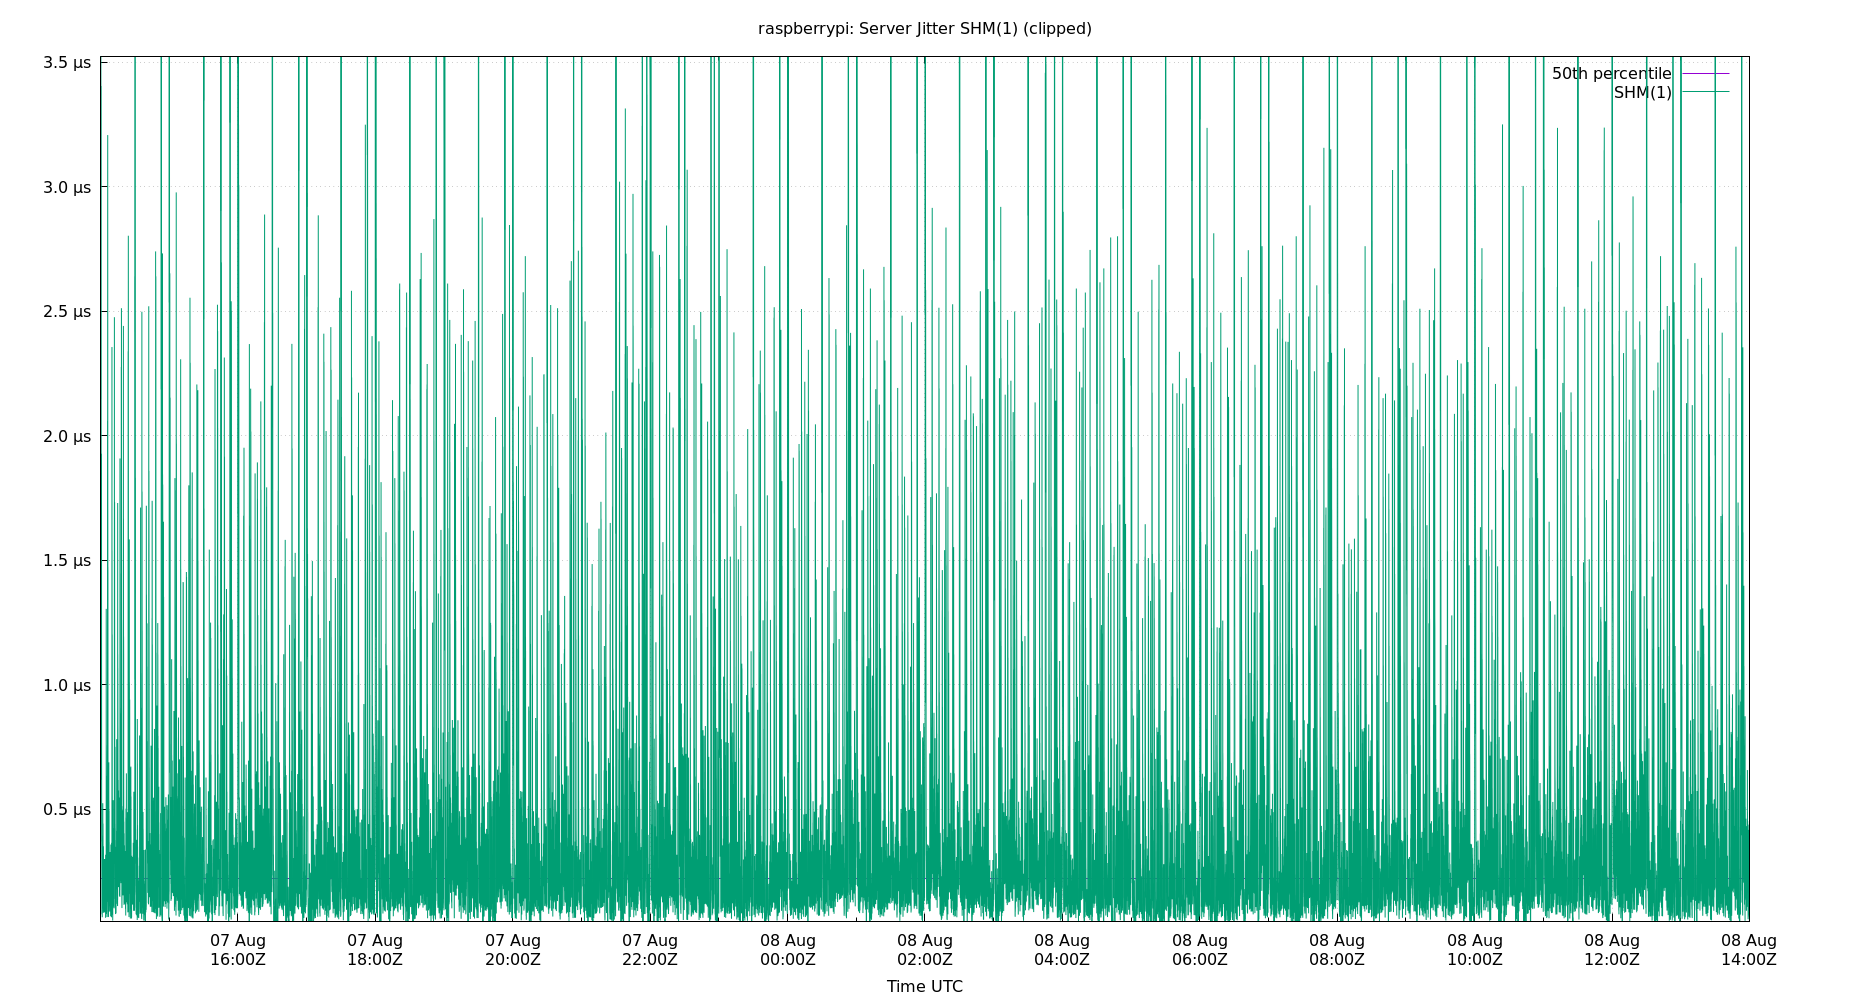 raspberrypi: Server Jitter SHM(1) (clipped)
3.5 µs
3.0 µs
2.5 µs
2.0 µs
1.5 µs
1.0 µs
0.5 µs
50th percentile
SHM(1)
07 Aug 07 Aug 07 Aug 07 Aug 08 Aug 08 Aug 08 Aug 08 Aug 08 Aug 08 Aug 08 Aug 08 Aug
16:00Z 18:00Z 20:00Z 22:00Z 00:00Z 02:00Z 04:00Z 06:00Z 08:00Z 10:00Z 12:00Z 14:00Z
Time UTC